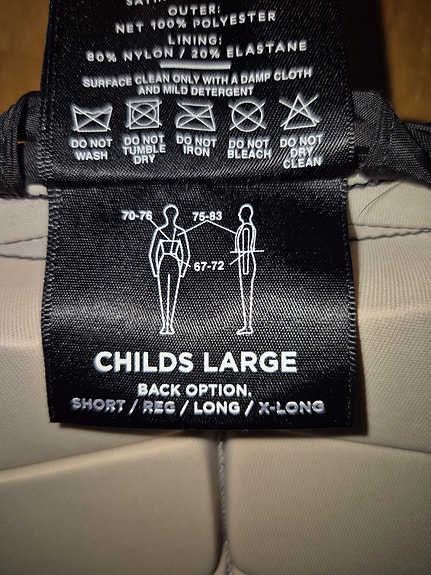 OUTER:
NET 100% POLYESTER
LINING:
80% NYLON / 20% ELASTANE
SURFACE CLEAN ONLY WITH A DAMP CLOTH
AND MILD DETERGENT
DO NOT WASH
DO NOT TUMBLE DRY
DO NOT IRON
DO NOT BLEACH
DO NOT DRY CLEAN
70-76
75-83
67-72
CHILDS LARGE
BACK OPTION.
SHORT / REG / LONG / X-LONG